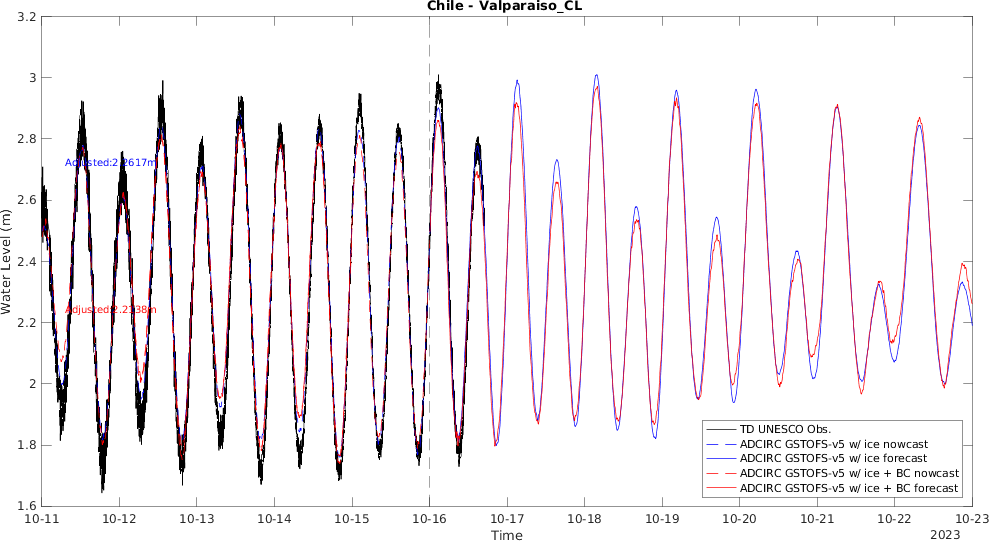 Chile - Valparaiso_CL
3.2
3
2.8
2.6
2.4
2.2
2
1.8
1.6
Water Level (m)
Adjusted:2.2617m
TD UNESCO Obs.
ADCIRC GSTOFS-v5 w/ ice nowcast
ADCIRC GSTOFS-v5 w/ ice forecast
ADCIRC GSTOFS-v5 w/ ice + BC nowcast
ADCIRC GSTOFS-v5 w/ ice + BC forecast
10-11 10-12 10-13 10-14 10-15 10-16 10-17 10-18 10-19 10-20 10-21 10-22 10-23
Time
2023